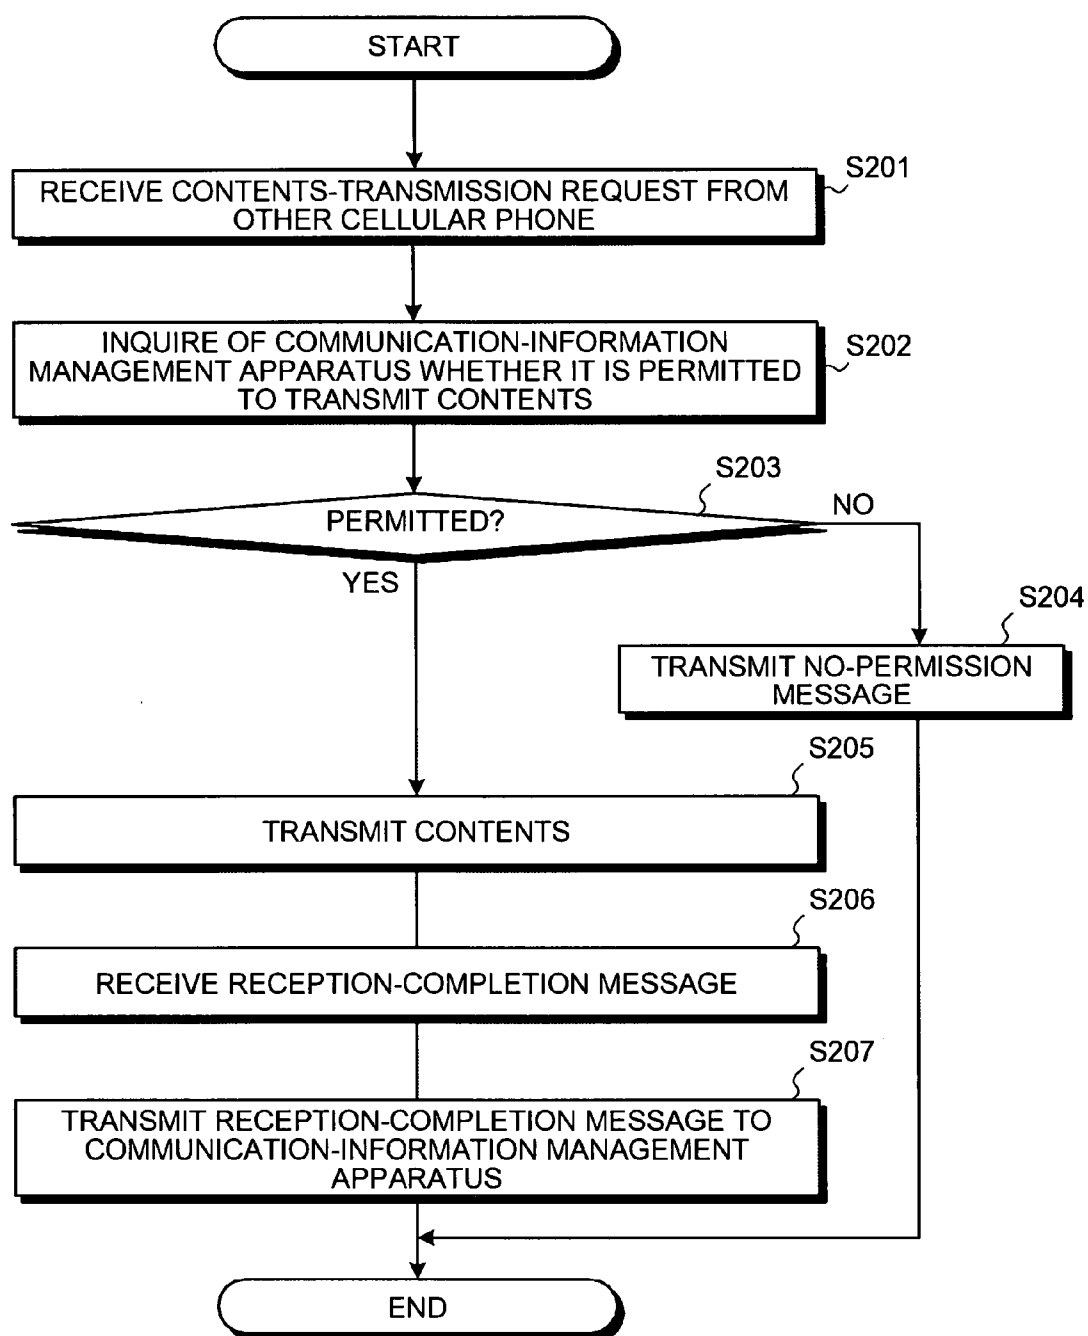 START
S201
RECEIVE CONTENTS-TRANSMISSION REQUEST FROM
OTHER CELLULAR PHONE
S202
INQUIRE OF COMMUNICATION-INFORMATION
MANAGEMENT APPARATUS WHETHER IT IS PERMITTED
TO TRANSMIT CONTENTS
S203
PERMITTED?
NO
YES
S204
TRANSMIT NO-PERMISSION
MESSAGE
S205
TRANSMIT CONTENTS
S206
RECEIVE RECEPTION-COMPLETION MESSAGE
S207
TRANSMIT RECEPTION-COMPLETION MESSAGE TO
COMMUNICATION-INFORMATION MANAGEMENT
APPARATUS
END